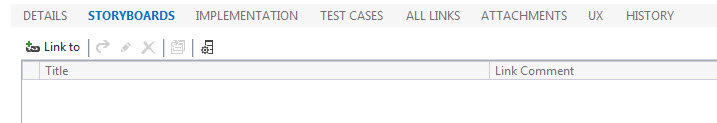 DETAILS STORYBOARDS IMPLEMENTATION TEST CASES ALL LINKS ATTACHMENTS UX HISTORY
Link to
Title Link Comment